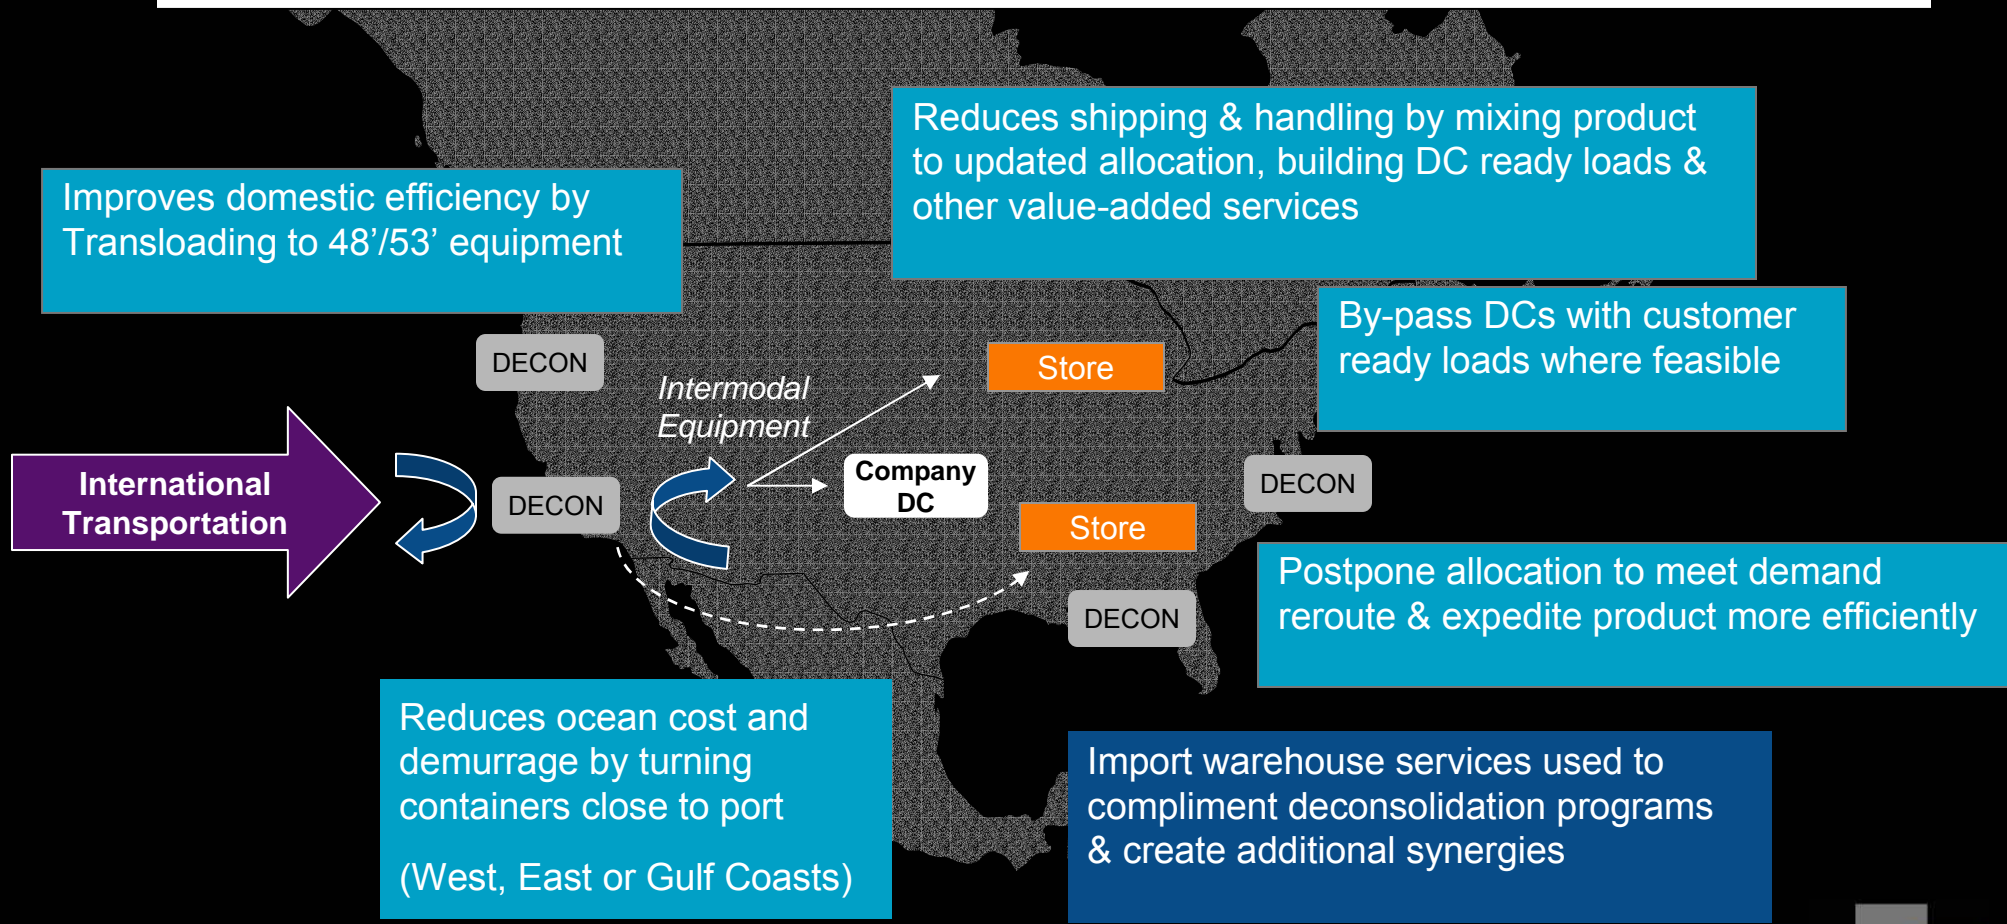 Reduces shipping & handling by mixing product
to updated allocation, building DC ready loads &
other value-added services
Improves domestic efficiency by
Transloading to 48’/53’ equipment
By-pass DCs with customer
ready loads where feasible
DECON
Store
Intermodal
Equipment
International
Transportation
DECON
Company
DC
DECON
Store
Postpone allocation to meet demand
reroute & expedite product more efficiently
DECON
Reduces ocean cost and
demurrage by turning
containers close to port
(West, East or Gulf Coasts)
Import warehouse services used to
compliment deconsolidation programs
& create additional synergies